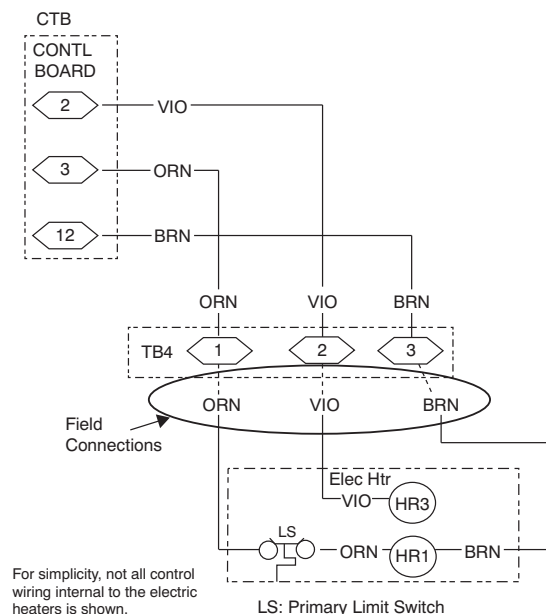 CTB
CONTL
BOARD
2
VIO
3
ORN
12
BRN
ORN
VIO
BRN
TB4
1
2
3
ORN
VIO
BRN
Field
Connections
Elec Htr
VIO
HR3
LS
ORN
HR1
BRN
For simplicity, not all control
wiring internal to the electric
heaters is shown.
LS: Primary Limit Switch